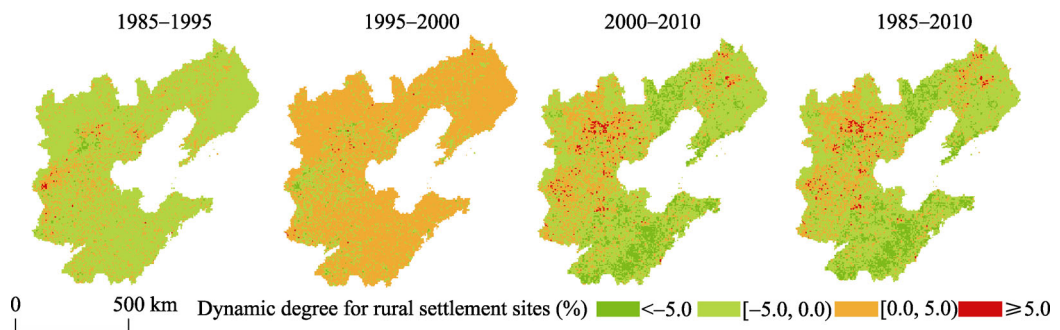 1985–1995 1995–2000 2000–2010 1985–2010
0 500 km Dynamic degree for rural settlement sites (%) <–5.0 [–5.0, 0.0) [0.0, 5.0) ⩾5.0